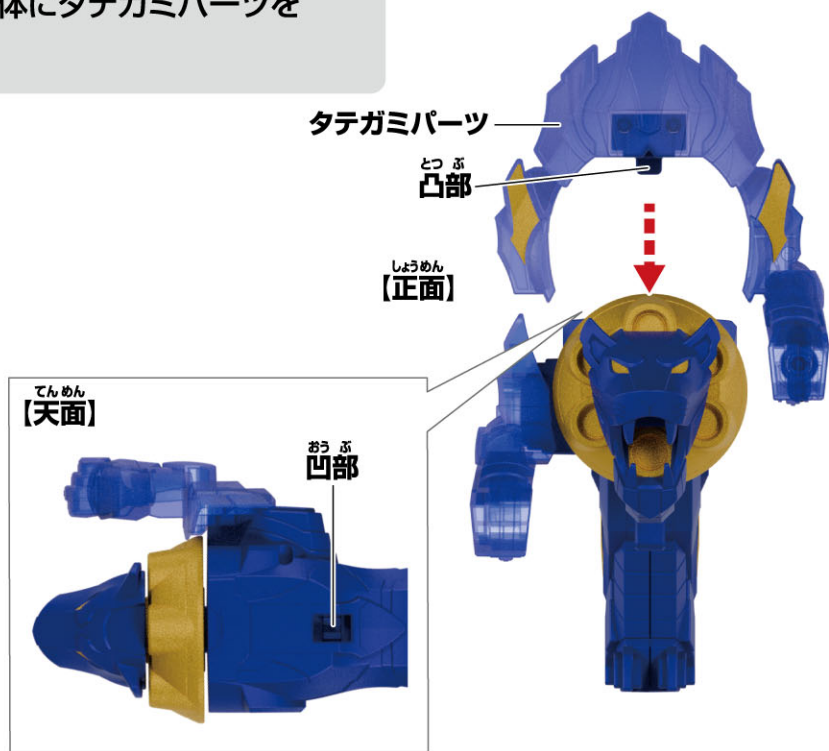 体にタテガミパーツを
タテガミパーツ
とつ ぶ
凸部
しょうめん
【正面】
てんめん
【天面】
おう ぶ
凹部